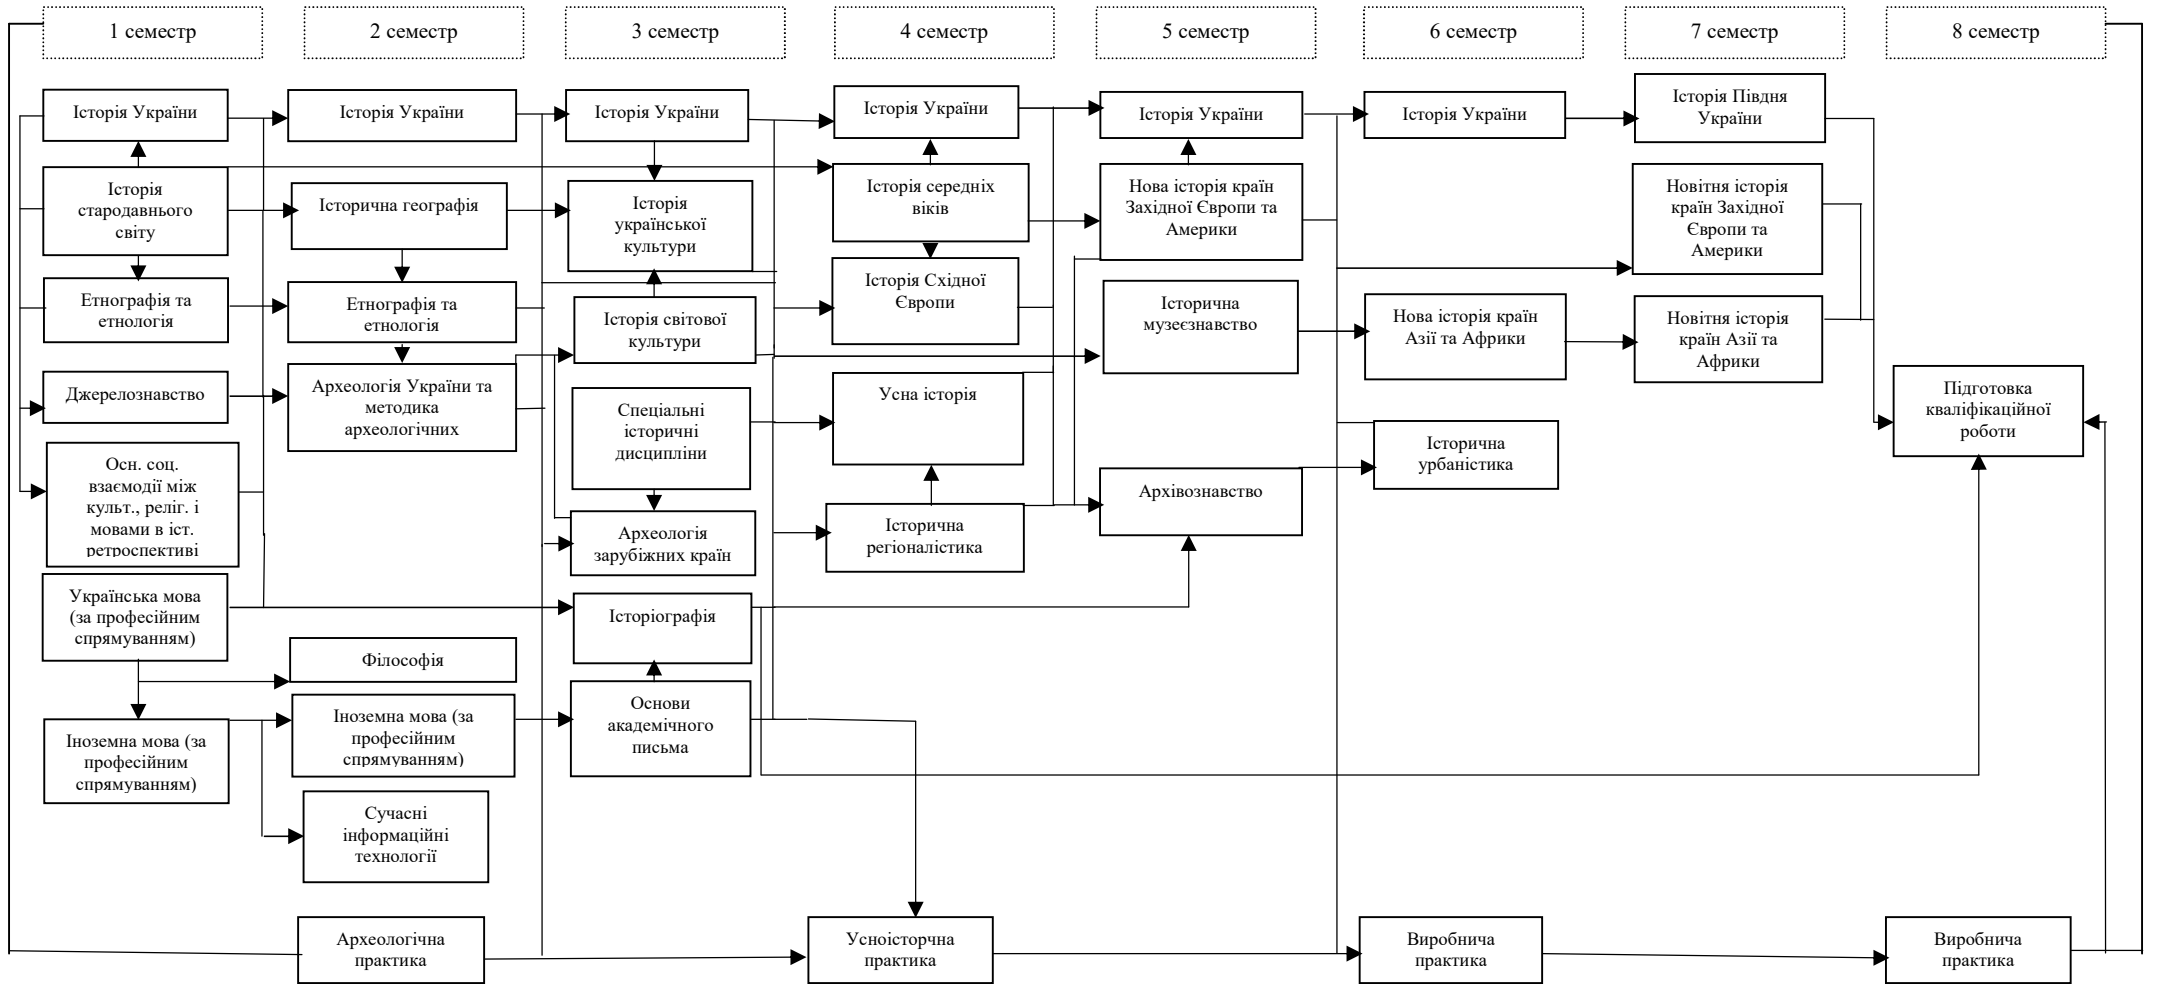 1 семестр
2 семестр
3 семестр
4 семестр
5 семестр
6 семестр
7 семестр
8 семестр
Історія України
Історія
стародавнього
світу
Етнографія та
етнологія
Джерелознавство
Осн. соц.
взаємодії між
культ., реліг. і
мовами в іст.
ретроспективі
Українська мова
(за професійним
спрямуванням)
Іноземна мова (за
професійним
спрямуванням)
Історія України
Історична географія
Етнографія та
етнологія
Археологія України та
методика
археологічних
Філософія
Іноземна мова (за
професійним
спрямуванням)
Сучасні
інформаційні
технології
Археологічна
практика
Історія України
Історія
української
культури
Історія світової
культури
Спеціальні
історичні
дисципліни
Археологія
зарубіжних країн
Історіографія
Основи
академічного
письма
Історія України
Історія середніх
віків
Історія Східної
Європи
Усна історія
Історична
регіоналістика
Усноісторчна
практика
Історія України
Нова історія країн
Західної Європи та
Америки
Історична
музеєзнавство
Архівознавство
Історія України
Нова історія країн
Азії та Африки
Історична
урбаністика
Виробнича
практика
Історія Півдня
України
Новітня історія
країн Західної
Європи та
Америки
Новітня історія
країн Азії та
Африки
Підготовка
кваліфікаційної
роботи
Виробнича
практика